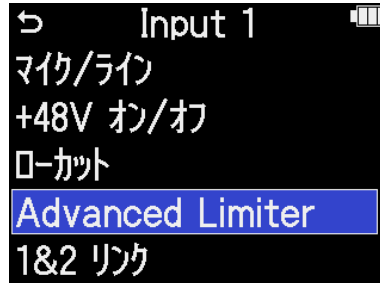 Input 1
マイク/ライン
+48V オン/オフ
ローカット
Advanced Limiter
1&2 リンク